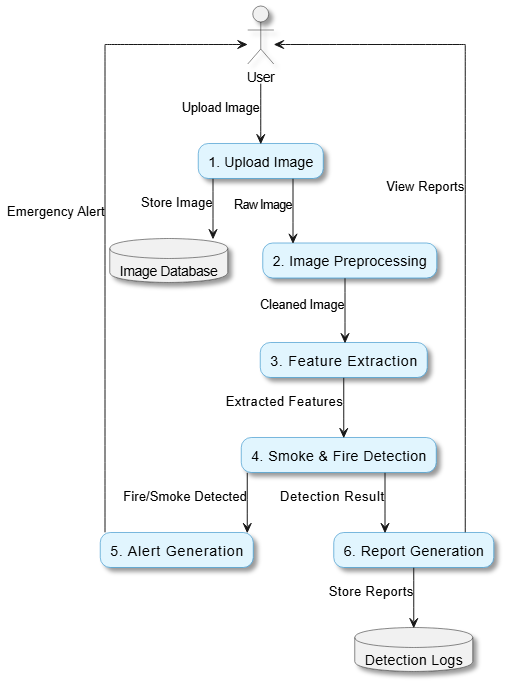 User
Upload Image
1. Upload Image
View Reports
Store Image
Raw Image
Emergency Alert
2. Image Preprocessing
Image Database
Cleaned Image
3. Feature Extraction
Extracted Features
4. Smoke & Fire Detection
Fire/Smoke Detected
Detection Result
5. Alert Generation
6. Report Generation
Store Reports
Detection Logs